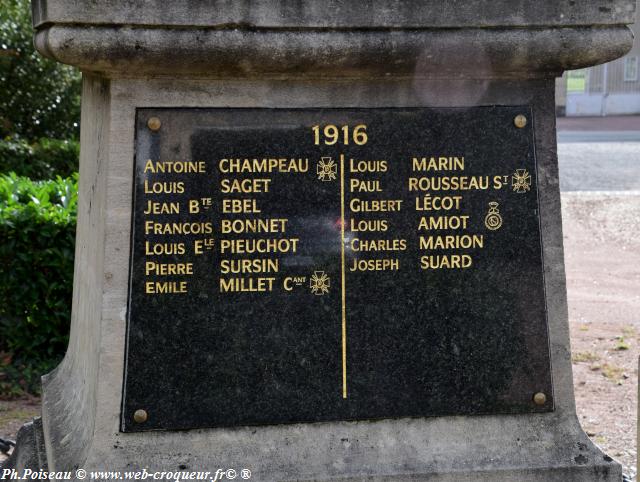 1916
ANTOINE CHAMPEAU
LOUIS SAGET
JEAN BTE EBEL
FRANÇOIS BONNET
LOUIS ELE PIEUCHOT
PIERRE SURSIN
EMILE MILLET CANT
LOUIS MARIN
PAUL ROUSSEAU ST
GILBERT LÉCOT
LOUIS AMIOT
CHARLES MARION
JOSEPH SUARD
Ph.Poiseau © www-web-croqueur.fr ®